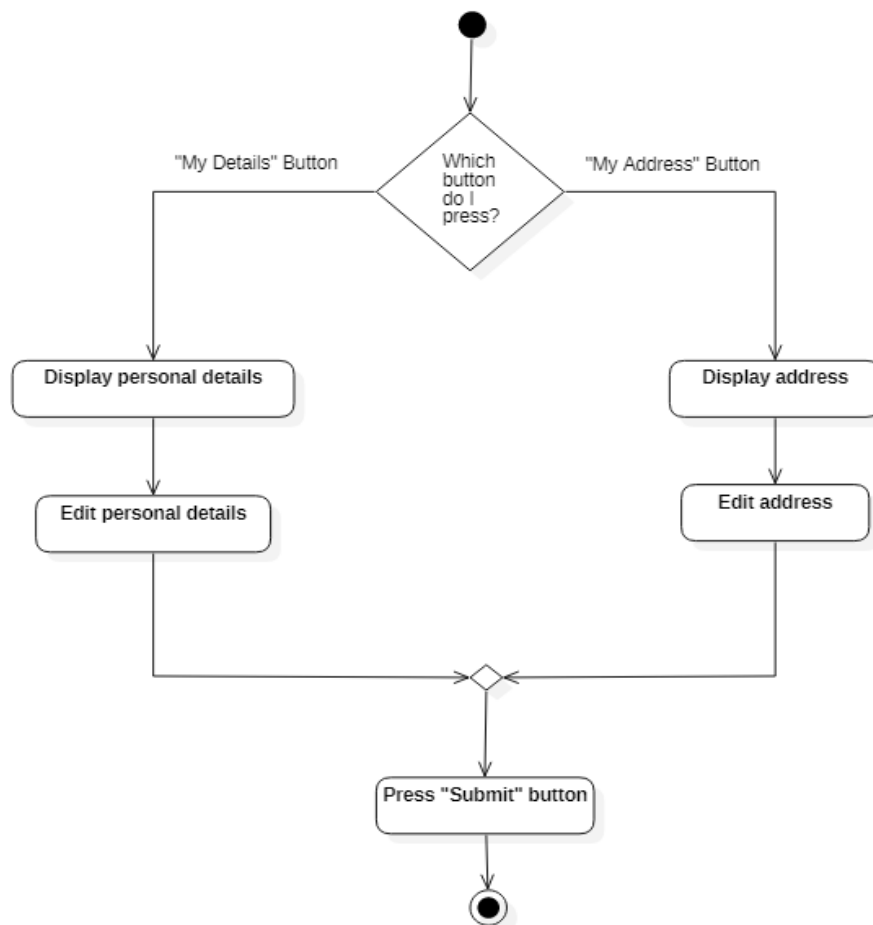 "My Details" Button
Which
button
do I
press?
"My Address" Button
Display personal details
Display address
Edit personal details
Edit address
Press "Submit" button